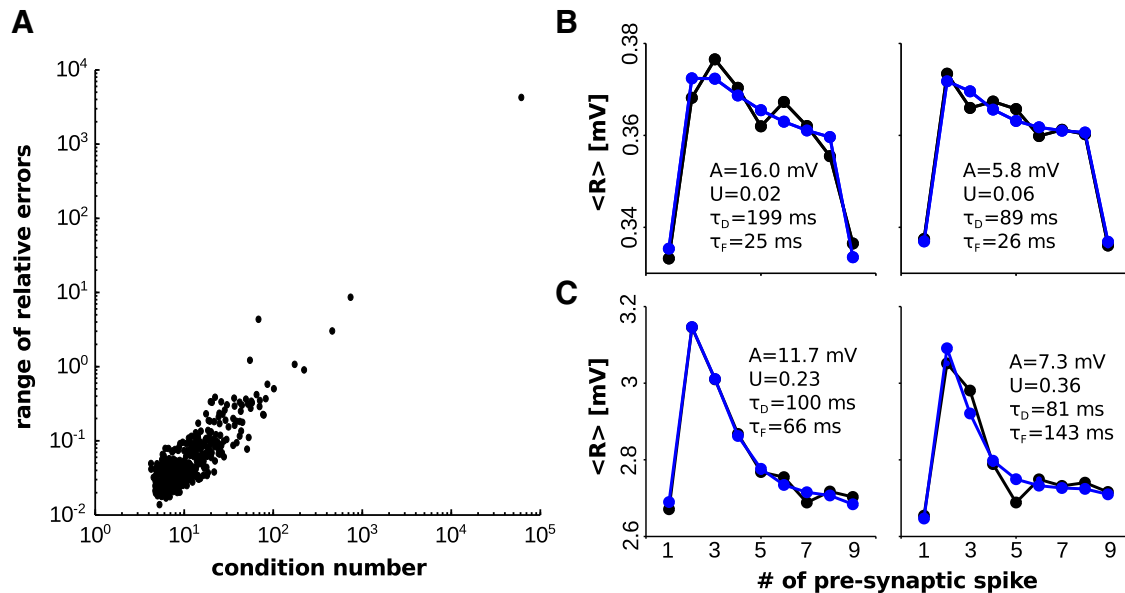 A
range of relative errors
10^4
10^3
10^2
10^1
10^0
10^-1
10^-2
10^0 10^1 10^2 10^3 10^4 10^5
condition number
B
<R> [mV]
0.38
0.36
0.34
A=16.0 mV
U=0.02
τD=199 ms
τF=25 ms
A=5.8 mV
U=0.06
τD=89 ms
τF=26 ms
C
<R> [mV]
3.2
3
2.8
2.6
A=11.7 mV
U=0.23
τD=100 ms
τF=66 ms
A=7.3 mV
U=0.36
τD=81 ms
τF=143 ms
1 3 5 7 9
1 3 5 7 9
# of pre-synaptic spike